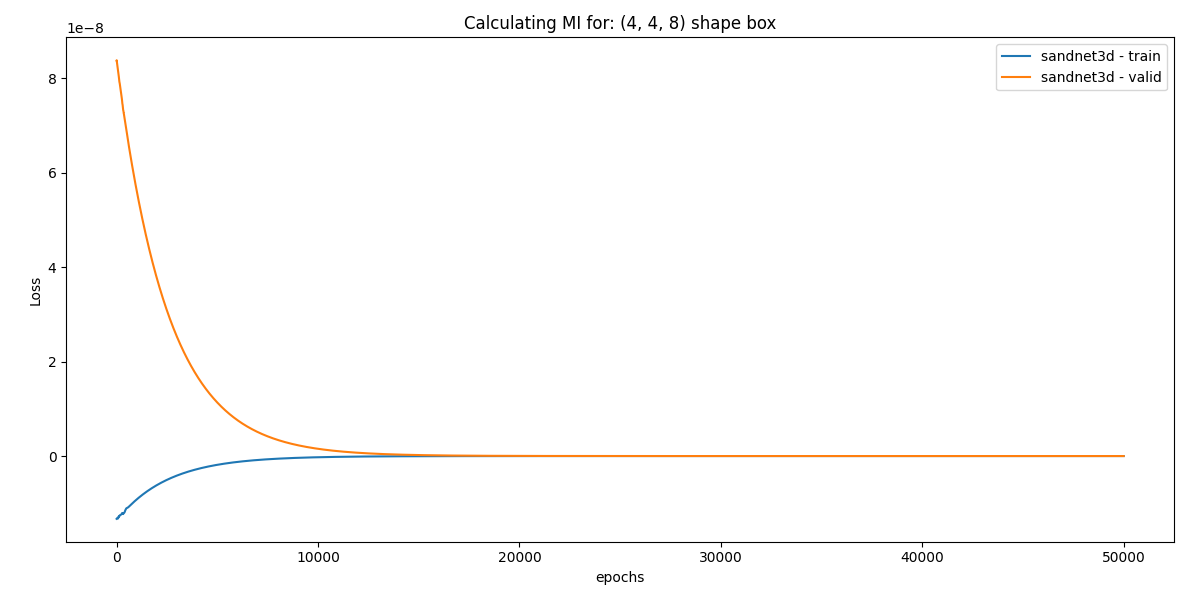 Calculating MI for: (4, 4, 8) shape box
1e−8
sandnet3d - train
sandnet3d - valid
8
6
4
2
0
Loss
0 10000 20000 30000 40000 50000
epochs